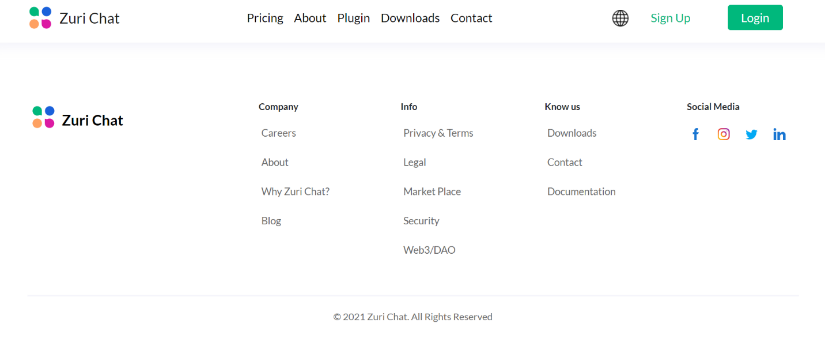 Zuri Chat Pricing About Plugin Downloads Contact Sign Up Login
Zuri Chat
Company
Careers
About
Why Zuri Chat?
Blog
Info
Privacy & Terms
Legal
Market Place
Security
Web3/DAO
Know us
Downloads
Contact
Documentation
Social Media
© 2021 Zuri Chat. All Rights Reserved